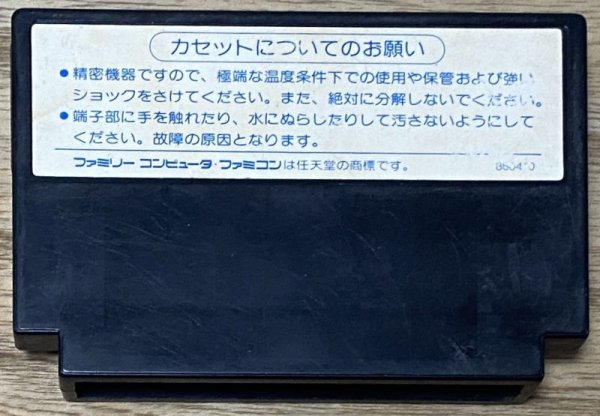 カセットについてのお願い
●精密機器ですので、極端な温度条件下での使用や保管および強い
ショックをさけてください。また、絶対に分解しないでください。
●端子部に手を触れたり、水にぬらしたりして汚さないようにして
ください。故障の原因となります。
ファミリー コンピュータ・ファミコンは任天堂の商標です。